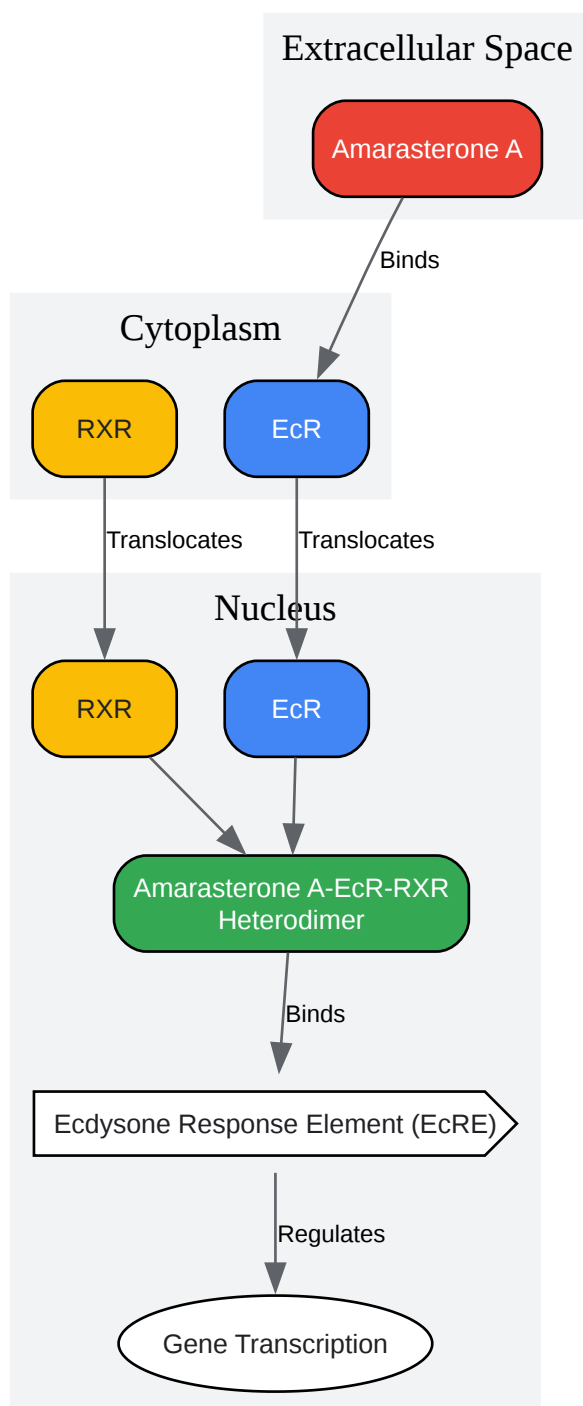 Extracellular Space
Amarasterone A
Binds
Cytoplasm
RXR
EcR
Translocates
Translocates
Nucleus
RXR
EcR
Amarasterone A-EcR-RXR
Heterodimer
Binds
Ecdysone Response Element (EcRE)
Regulates
Gene Transcription